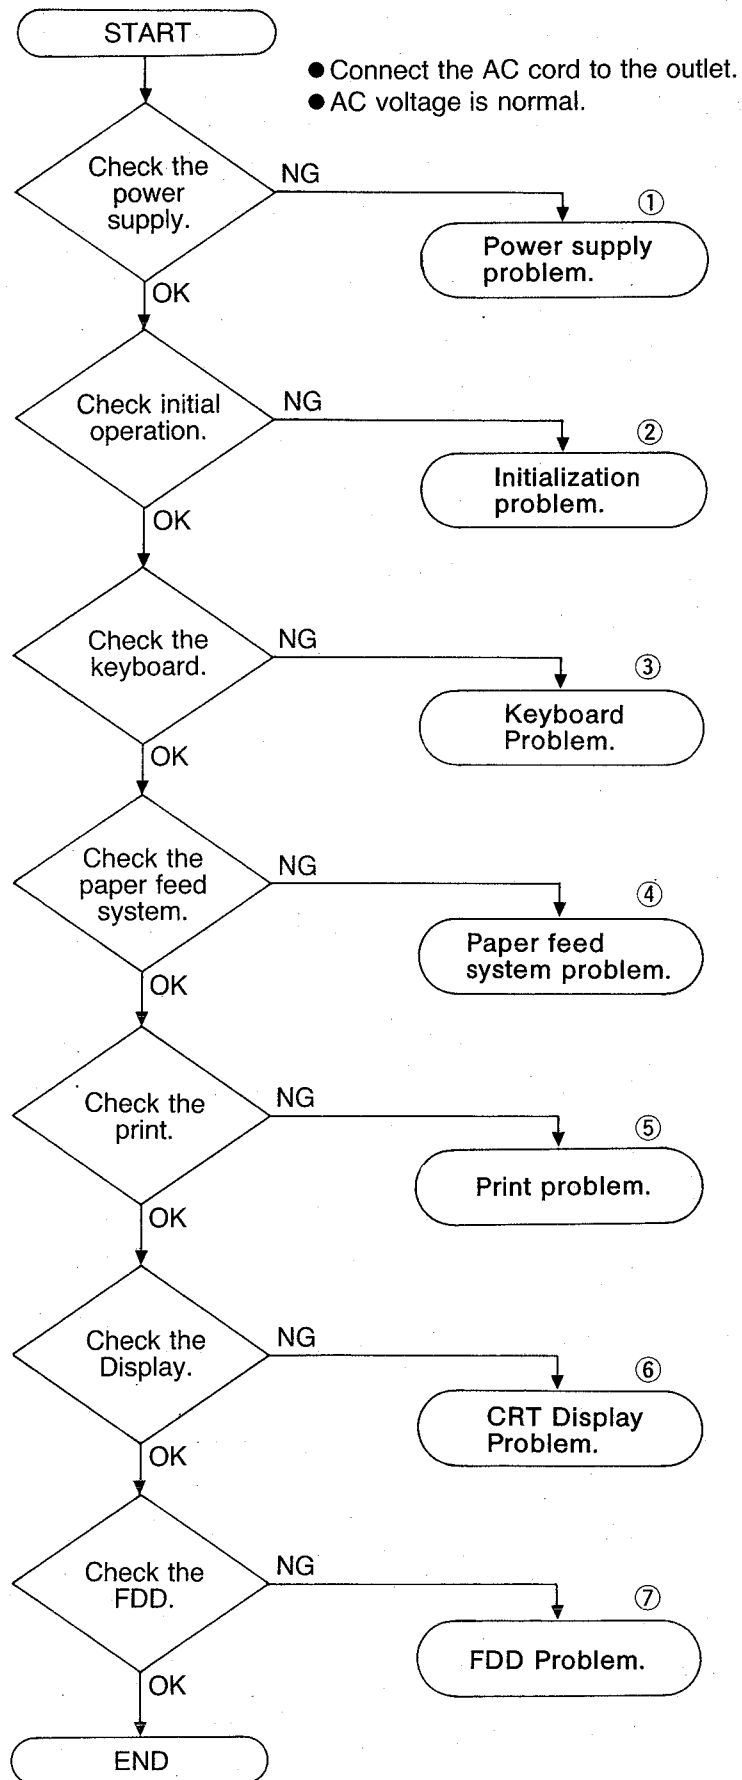 START
● Connect the AC cord to the outlet.
● AC voltage is normal.
Check the
power
supply.
NG
①
Power supply
problem.
OK
Check initial
operation.
NG
②
Initialization
problem.
OK
Check the
keyboard.
NG
③
Keyboard
Problem.
OK
Check the
paper feed
system.
NG
④
Paper feed
system problem.
OK
Check the
print.
NG
⑤
Print problem.
OK
Check the
Display.
NG
⑥
CRT Display
Problem.
OK
Check the
FDD.
NG
⑦
FDD Problem.
OK
END